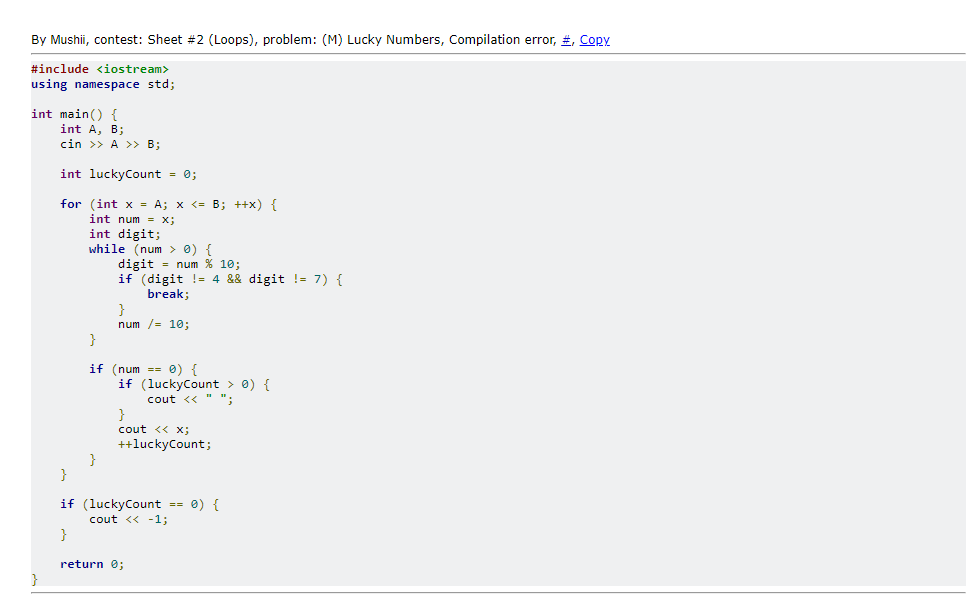 By Mushii, contest: Sheet #2 (Loops), problem: (M) Lucky Numbers, Compilation error, #, Copy
#include <iostream>
using namespace std;

int main() {
    int A, B;
    cin >> A >> B;

    int luckyCount = 0;

    for (int x = A; x <= B; ++x) {
        int num = x;
        int digit;
        while (num > 0) {
            digit = num % 10;
            if (digit != 4 && digit != 7) {
                break;
            }
            num /= 10;
        }

        if (num == 0) {
            if (luckyCount > 0) {
                cout << " ";
            }
            cout << x;
            ++luckyCount;
        }
    }

    if (luckyCount == 0) {
        cout << -1;
    }

    return 0;
}